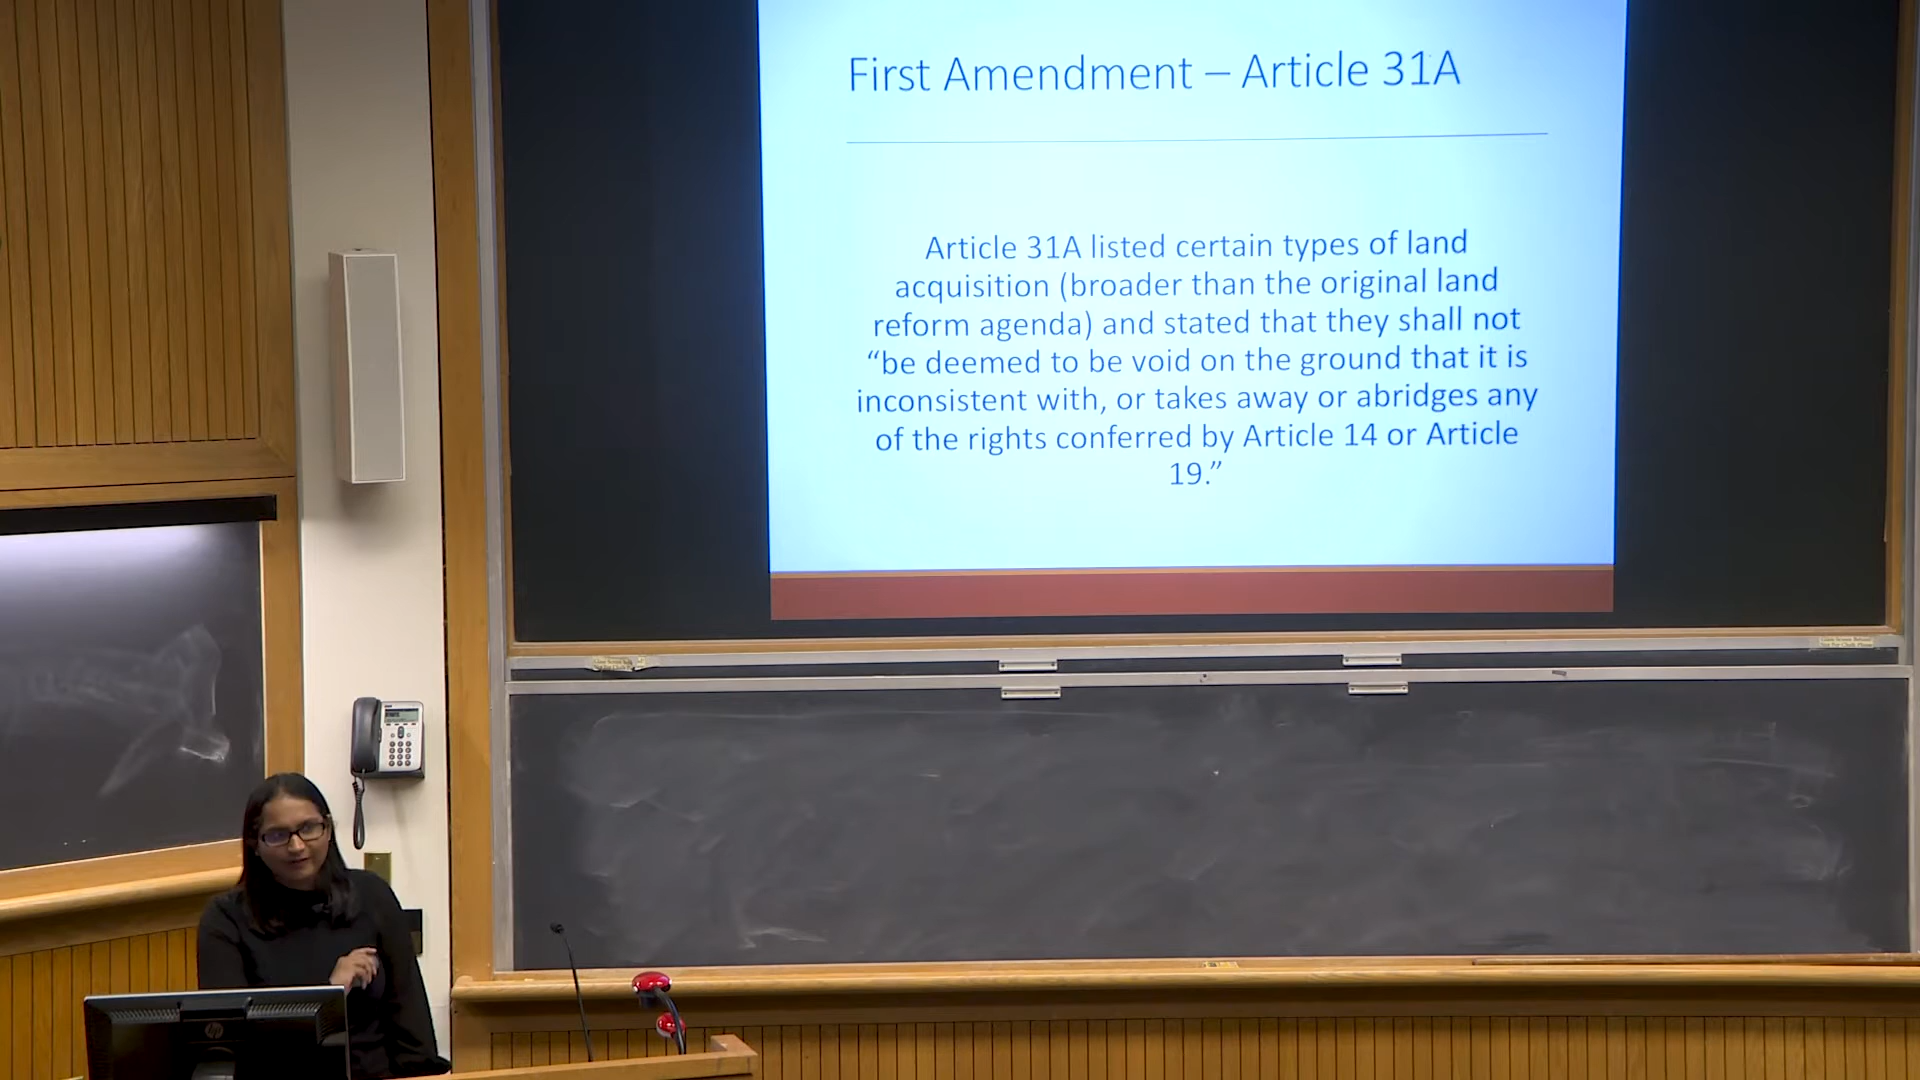 First Amendment – Article 31A
Article 31A listed certain types of land
acquisition (broader than the original land
reform agenda) and stated that they shall not
“be deemed to be void on the ground that it is
inconsistent with, or takes away or abridges any
of the rights conferred by Article 14 or Article
19.”
hp